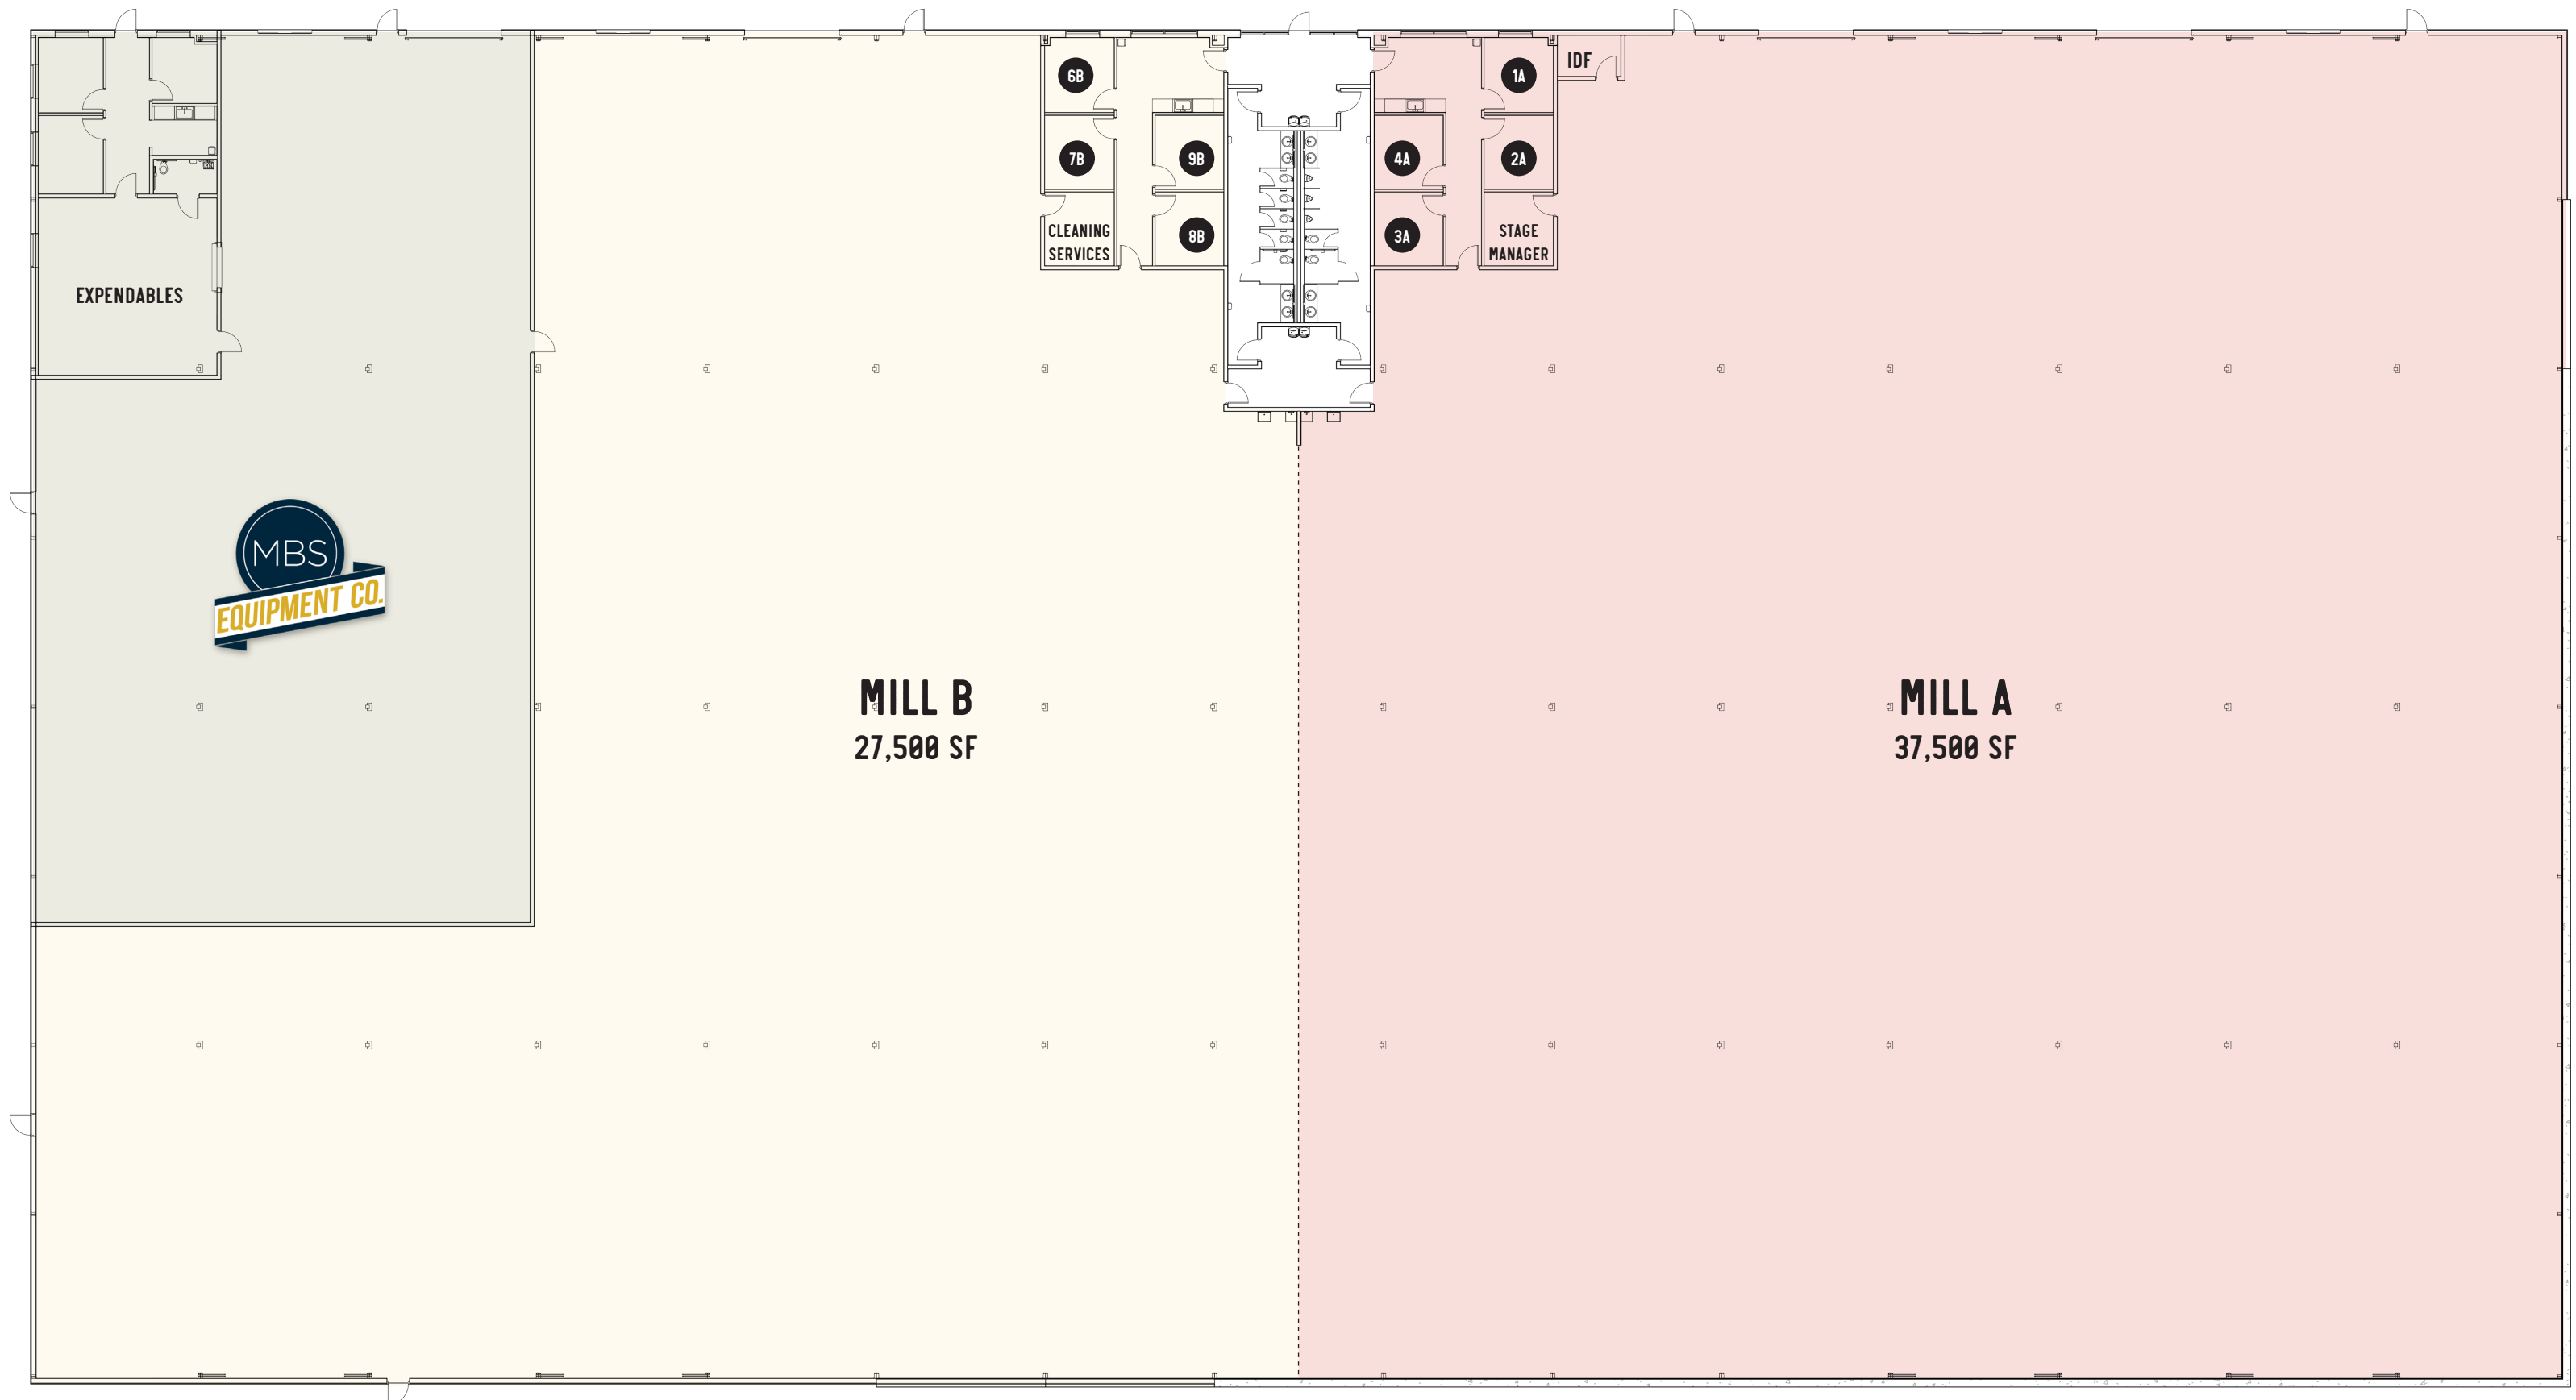 6B
1A
IDF
7B
9B
4A
2A
CLEANING
SERVICES
8B
3A
STAGE
MANAGER
EXPENDABLES
MBS
EQUIPMENT CO.
MILL B
27,500 SF
MILL A
37,500 SF